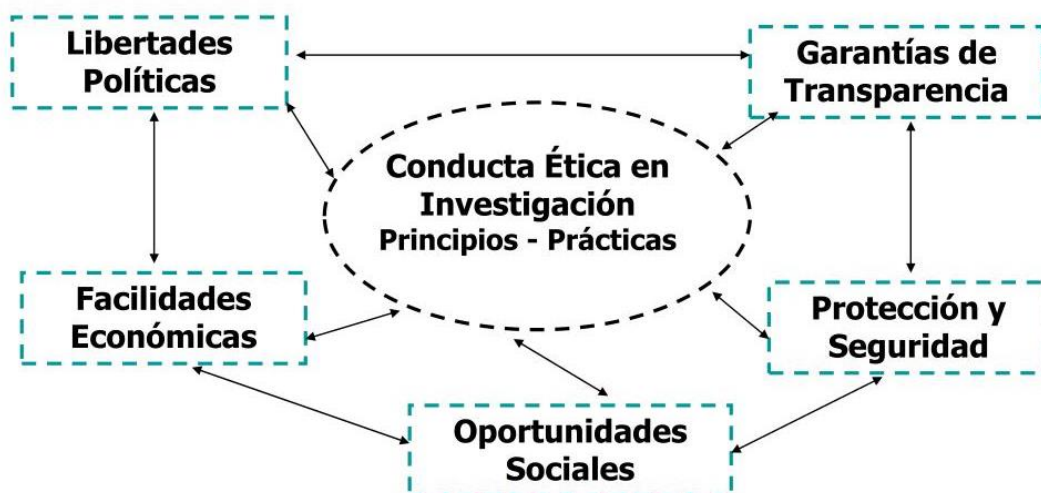 Libertades
Políticas
Garantías de
Transparencia
Conducta Ética en
Investigación
Principios - Prácticas
Facilidades
Económicas
Protección y
Seguridad
Oportunidades
Sociales